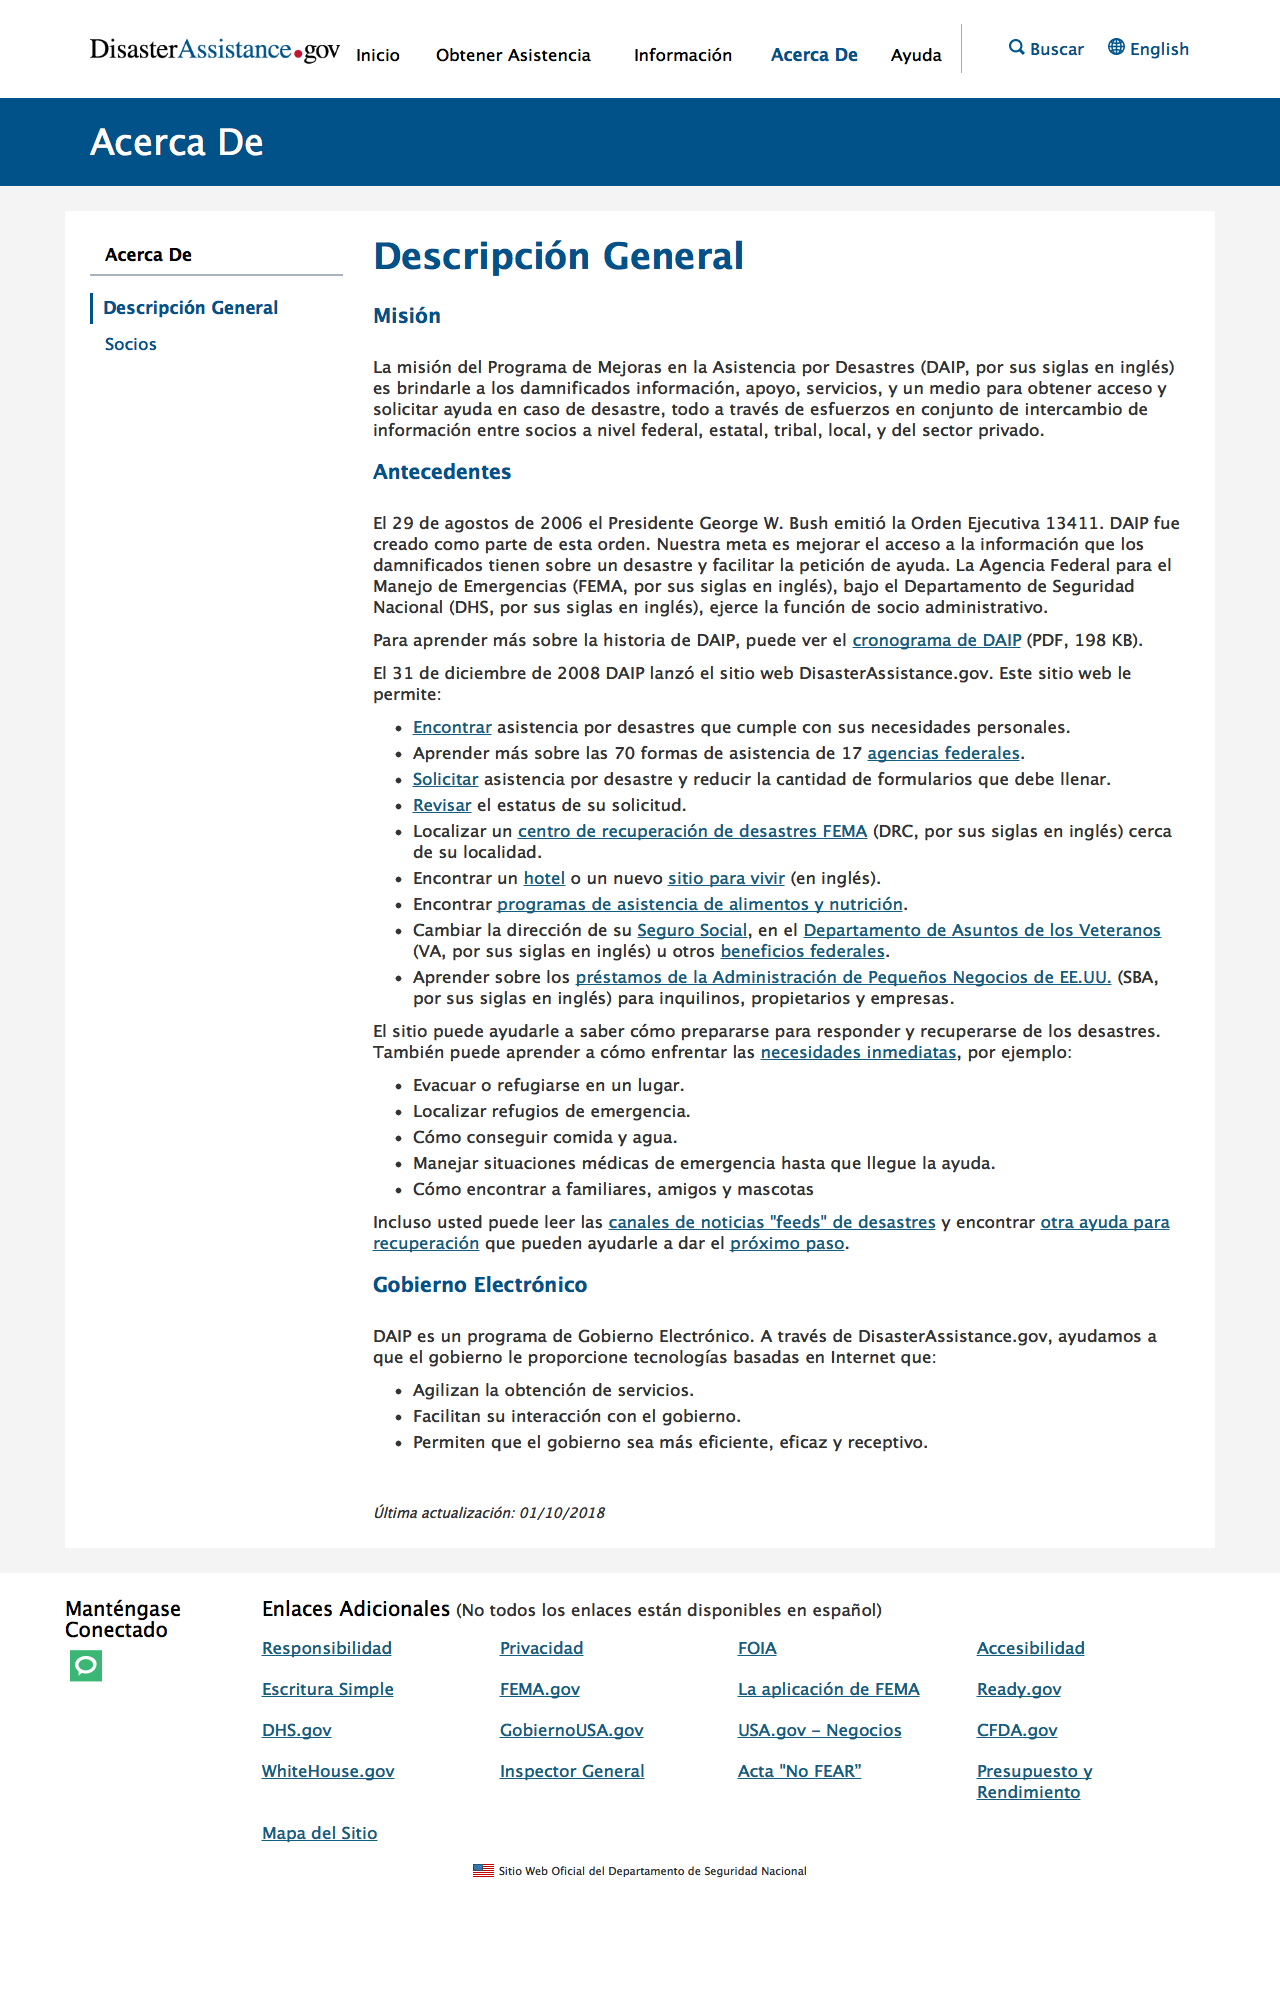 DisasterAssistance.gov
Inicio
Obtener Asistencia
Información
Acerca De
Ayuda
Buscar
English
Acerca De
Acerca De
Descripción General
Socios
Descripción General
Misión
La misión del Programa de Mejoras en la Asistencia por Desastres (DAIP, por sus siglas en inglés)
es brindarle a los damnificados información, apoyo, servicios, y un medio para obtener acceso y
solicitar ayuda en caso de desastre, todo a través de esfuerzos en conjunto de intercambio de
información entre socios a nivel federal, estatal, tribal, local, y del sector privado.
Antecedentes
El 29 de agostos de 2006 el Presidente George W. Bush emitió la Orden Ejecutiva 13411. DAIP fue
creado como parte de esta orden. Nuestra meta es mejorar el acceso a la información que los
damnificados tienen sobre un desastre y facilitar la petición de ayuda. La Agencia Federal para el
Manejo de Emergencias (FEMA, por sus siglas en inglés), bajo el Departamento de Seguridad
Nacional (DHS, por sus siglas en inglés), ejerce la función de socio administrativo.
Para aprender más sobre la historia de DAIP, puede ver el cronograma de DAIP (PDF, 198 KB).
El 31 de diciembre de 2008 DAIP lanzó el sitio web DisasterAssistance.gov. Este sitio web le
permite:
• Encontrar asistencia por desastres que cumple con sus necesidades personales.
• Aprender más sobre las 70 formas de asistencia de 17 agencias federales.
• Solicitar asistencia por desastre y reducir la cantidad de formularios que debe llenar.
• Revisar el estatus de su solicitud.
• Localizar un centro de recuperación de desastres FEMA (DRC, por sus siglas en inglés) cerca
de su localidad.
• Encontrar un hotel o un nuevo sitio para vivir (en inglés).
• Encontrar programas de asistencia de alimentos y nutrición.
• Cambiar la dirección de su Seguro Social, en el Departamento de Asuntos de los Veteranos
(VA, por sus siglas en inglés) u otros beneficios federales.
• Aprender sobre los préstamos de la Administración de Pequeños Negocios de EE.UU. (SBA,
por sus siglas en inglés) para inquilinos, propietarios y empresas.
El sitio puede ayudarle a saber cómo prepararse para responder y recuperarse de los desastres.
También puede aprender a cómo enfrentar las necesidades inmediatas, por ejemplo:
• Evacuar o refugiarse en un lugar.
• Localizar refugios de emergencia.
• Cómo conseguir comida y agua.
• Manejar situaciones médicas de emergencia hasta que llegue la ayuda.
• Cómo encontrar a familiares, amigos y mascotas
Incluso usted puede leer las canales de noticias "feeds" de desastres y encontrar otra ayuda para
recuperación que pueden ayudarle a dar el próximo paso.
Gobierno Electrónico
DAIP es un programa de Gobierno Electrónico. A través de DisasterAssistance.gov, ayudamos a
que el gobierno le proporcione tecnologías basadas en Internet que:
• Agilizan la obtención de servicios.
• Facilitan su interacción con el gobierno.
• Permiten que el gobierno sea más eficiente, eficaz y receptivo.
Última actualización: 01/10/2018
Manténgase
Conectado
Enlaces Adicionales (No todos los enlaces están disponibles en español)
Responsibilidad
Privacidad
FOIA
Accesibilidad
Escritura Simple
FEMA.gov
La aplicación de FEMA
Ready.gov
DHS.gov
GobiernoUSA.gov
USA.gov – Negocios
CFDA.gov
WhiteHouse.gov
Inspector General
Acta "No FEAR”
Presupuesto y
Rendimiento
Mapa del Sitio
Sitio Web Oficial del Departamento de Seguridad Nacional